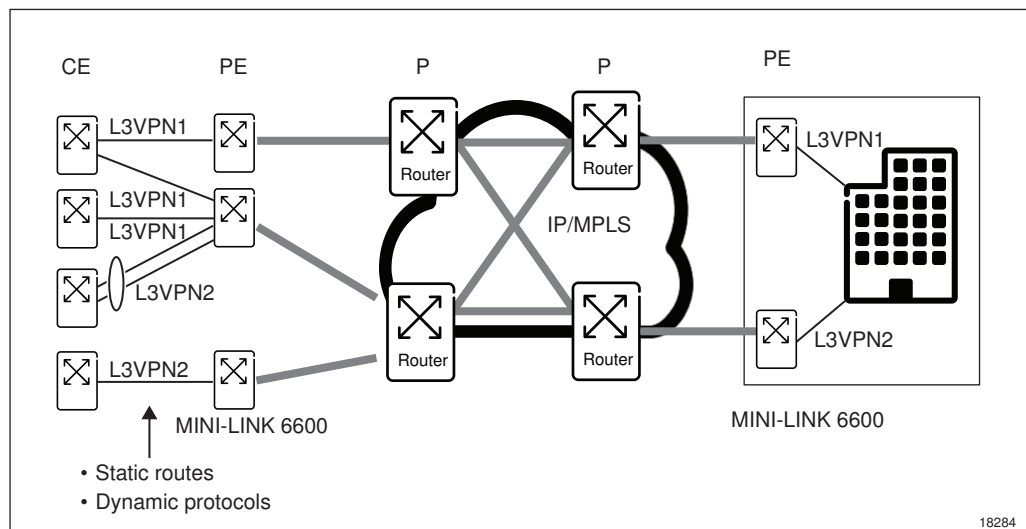 CE
PE
P
P
PE
L3VPN1
L3VPN1
L3VPN1
L3VPN2
L3VPN2
Router
Router
Router
Router
IP/MPLS
L3VPN1
L3VPN2
MINI-LINK 6600
MINI-LINK 6600
• Static routes
• Dynamic protocols
18284